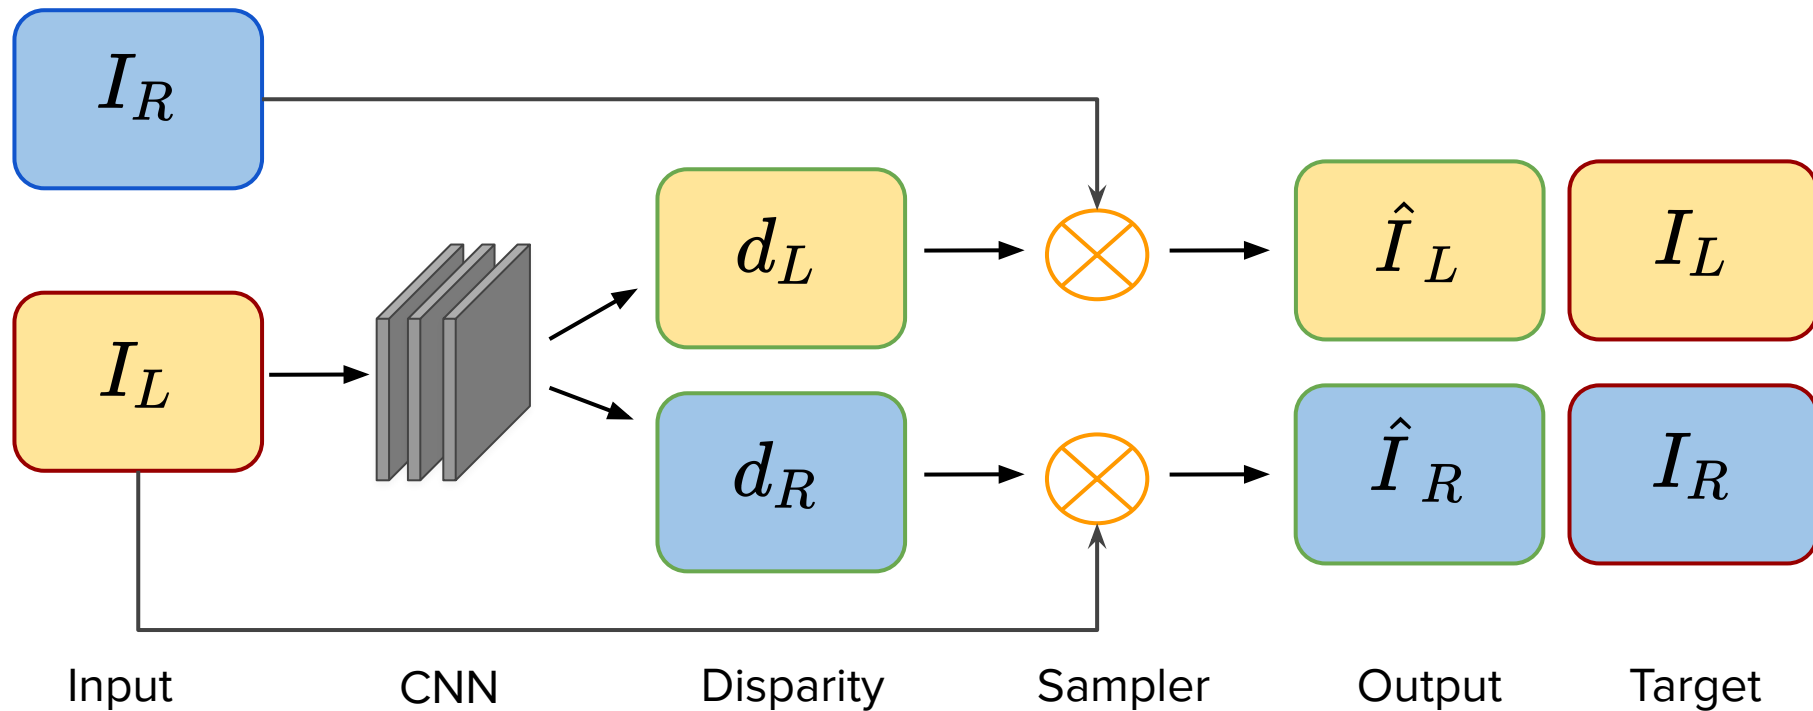 I_R
d_L
Î_L
I_L
I_L
d_R
Î_R
I_R
Input
CNN
Disparity
Sampler
Output
Target